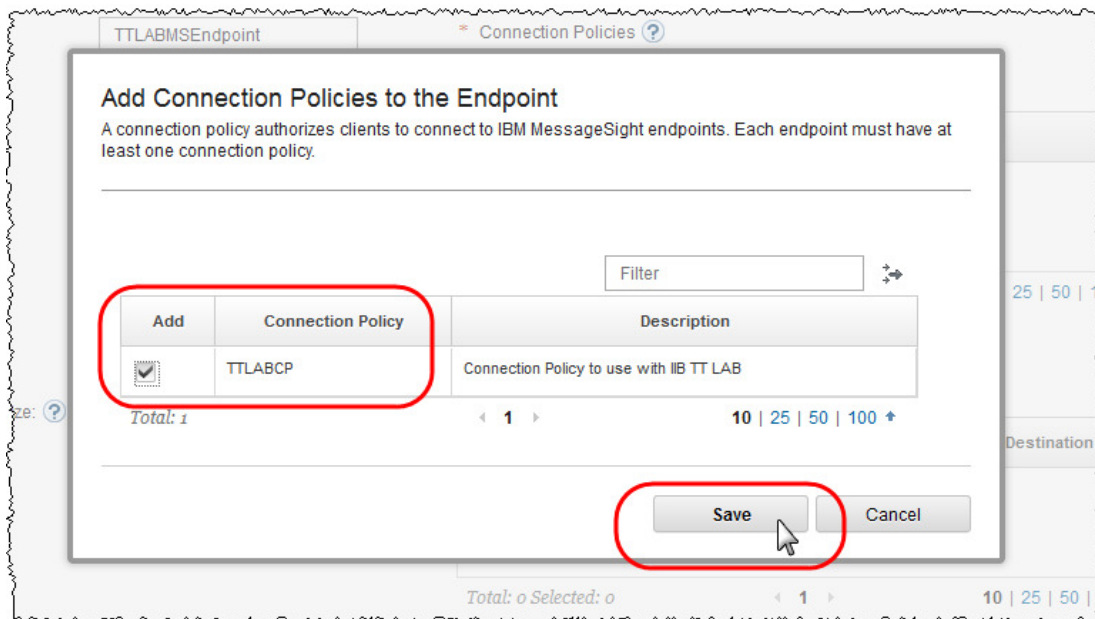 TTLABMSEndpoint
* Connection Policies ?
Add Connection Policies to the Endpoint
A connection policy authorizes clients to connect to IBM MessageSight endpoints. Each endpoint must have at
least one connection policy.
Filter
25 | 50 |
Add Connection Policy Description
TTLABCP Connection Policy to use with IIB TT LAB
ze: ?
Total: 1 1 10 | 25 | 50 | 100
Destination
Save Cancel
Total: 0 Selected: 0 1 10 | 25 | 50 |